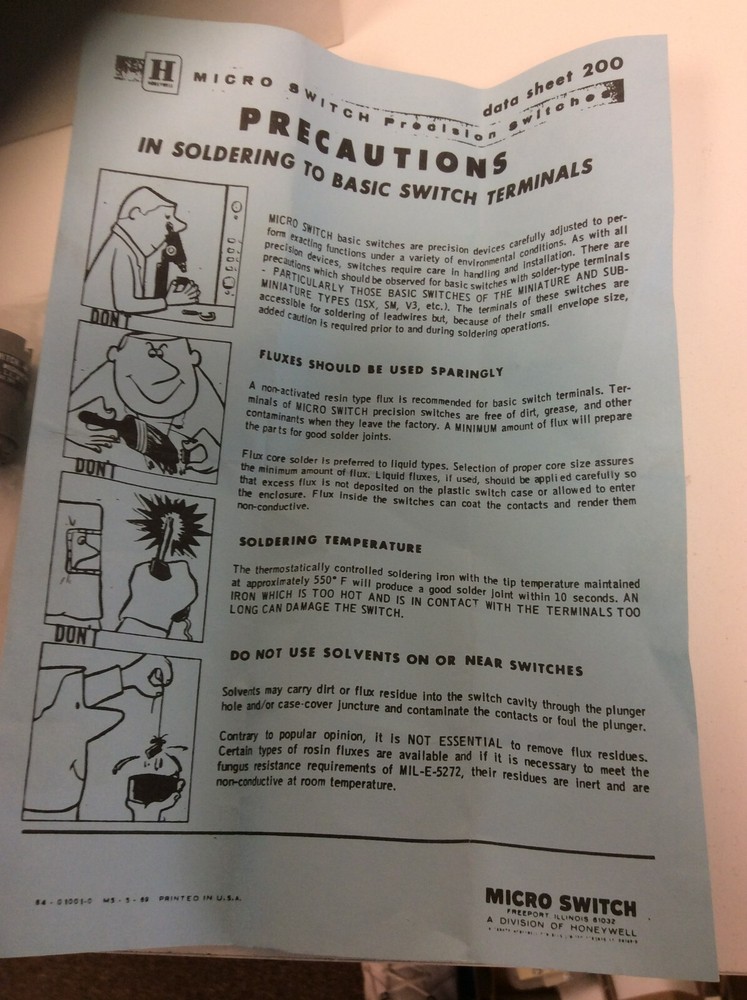 H
HONEYWELL
MICRO SWITCH Precision Switches
data sheet 200
PRECAUTIONS
IN SOLDERING TO BASIC SWITCH TERMINALS
MICRO SWITCH basic switches are precision devices carefully adjusted to per-
form exacting functions under a variety of environmental conditions. As with all
precision devices, switches require care in handling and installation. There are
precautions which should be observed for basic switches with solder-type terminals
- PARTICULARLY THOSE BASIC SWITCHES OF THE MINIATURE AND SUB-
MINIATURE TYPES (1SX, SM, V3, etc.). The terminals of these switches are
accessible for soldering of leadwires but, because of their small envelope size,
added caution is required prior to and during soldering operations.
DON'T
FLUXES SHOULD BE USED SPARINGLY
A non-activated resin type flux is recommended for basic switch terminals. Ter-
minals of MICRO SWITCH precision switches are free of dirt, grease, and other
contaminants when they leave the factory. A MINIMUM amount of flux will prepare
the parts for good solder joints.
DON'T
Flux core solder is preferred to liquid types. Selection of proper core size assures
the minimum amount of flux. Liquid fluxes, if used, should be applied carefully so
that excess flux is not deposited on the plastic switch case or allowed to enter
the enclosure. Flux inside the switches can coat the contacts and render them
non-conductive.
SOLDERING TEMPERATURE
The thermostatically controlled soldering iron with the tip temperature maintained
at approximately 550° F will produce a good solder joint within 10 seconds. AN
IRON WHICH IS TOO HOT AND IS IN CONTACT WITH THE TERMINALS TOO
LONG CAN DAMAGE THE SWITCH.
DON'T
DO NOT USE SOLVENTS ON OR NEAR SWITCHES
Solvents may carry dirt or flux residue into the switch cavity through the plunger
hole and/or case-cover juncture and contaminate the contacts or foul the plunger.
Contrary to popular opinion, it is NOT ESSENTIAL to remove flux residues.
Certain types of rosin fluxes are available and if it is necessary to meet the
fungus resistance requirements of MIL-E-5272, their residues are inert and are
non-conductive at room temperature.
PRINTED IN U.S.A.
MICRO SWITCH
FREEPORT, ILLINOIS 61032
A DIVISION OF HONEYWELL